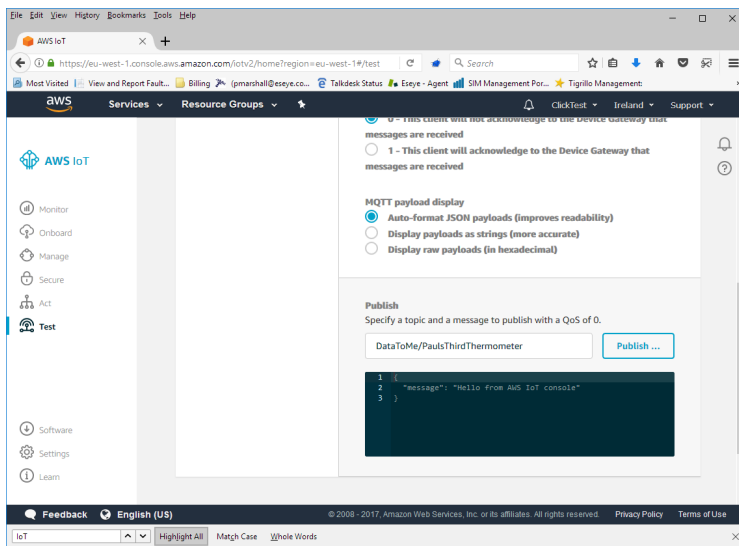 File Edit View History Bookmarks Tools Help
AWS IoT
https://eu-west-1.console.aws.amazon.com/iotv2/home?region=eu-west-1#/test
Search
Most Visited View and Report Fault... Billing (pmarshall@eseye.co... Talkdesk Status Eseye - Agent SIM Management Por... Tigrillo Management:
aws Services Resource Groups ClickTest Ireland Support
0 - This client will not acknowledge to the Device Gateway that
messages are received
1 - This client will acknowledge to the Device Gateway that
messages are received
AWS IoT
Monitor
Onboard
Manage
Secure
Act
Test
MQTT payload display
Auto-format JSON payloads (improves readability)
Display payloads as strings (more accurate)
Display raw payloads (in hexadecimal)
Publish
Specify a topic and a message to publish with a QoS of 0.
DataToMe/PaulsThirdThermometer
Publish ...
1 {
2 "message": "Hello from AWS IoT console"
3 }
Software
Settings
Learn
Feedback English (US) © 2008 - 2017, Amazon Web Services, Inc. or its affiliates. All rights reserved. Privacy Policy Terms of Use
IoT Highlight All Match Case Whole Words